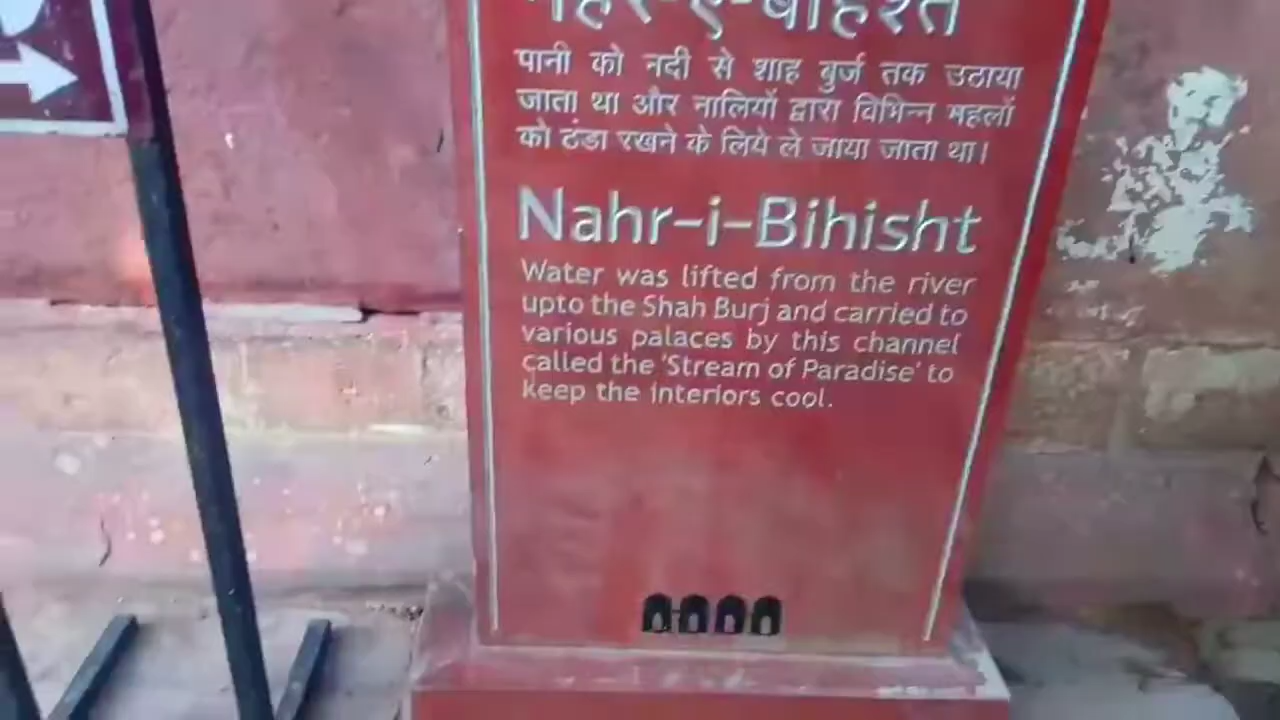 नहर-ए-बहिश्त
पानी को नदी से शाह बुर्ज तक उठाया
जाता था और नालियों द्वारा विभिन्न महलों
को ठंडा रखने के लिये ले जाया जाता था।
Nahr-i-Bihisht
Water was lifted from the river
upto the Shah Burj and carried to
various palaces by this channel
called the 'Stream of Paradise' to
keep the interiors cool.